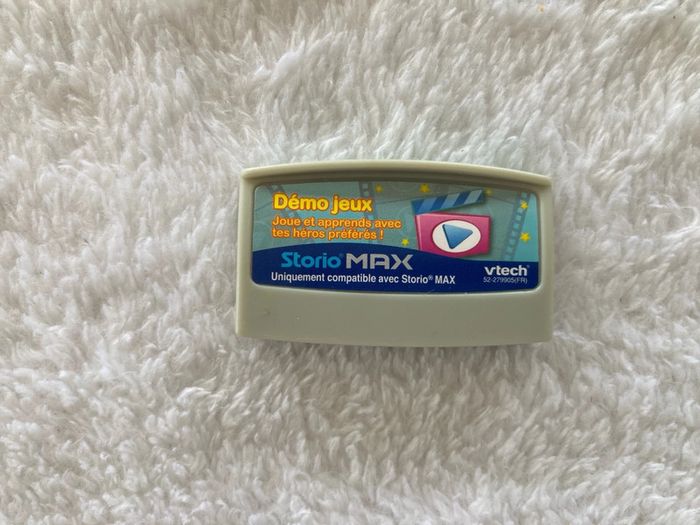 Démo jeux
Joue et apprends avec
tes héros préférés !
Storio® MAX
Uniquement compatible avec Storio® MAX
vtech®
52-279905(FR)